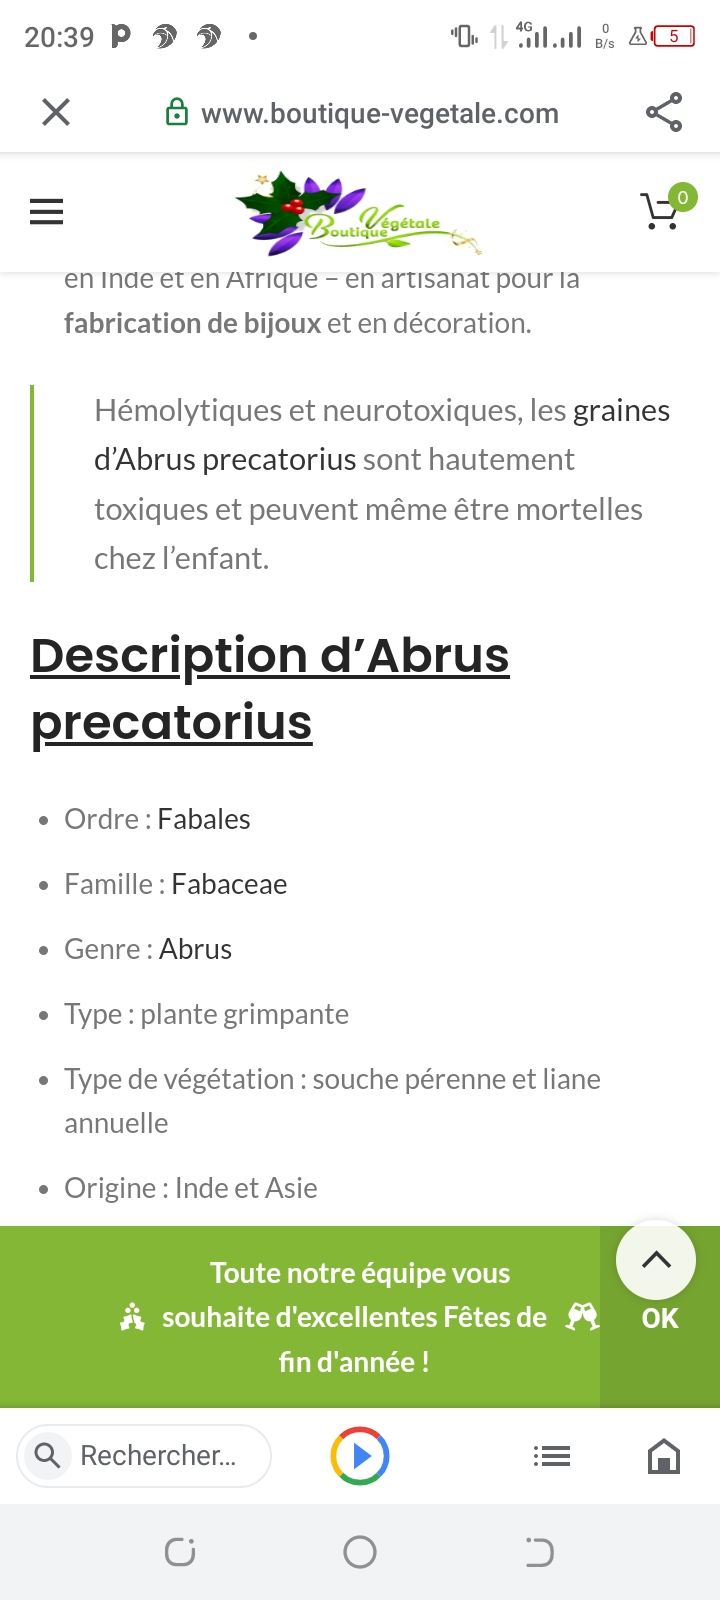 20:39
4G
0
B/s
5
www.boutique-vegetale.com
Boutique Végétale
0
en Inde et en Afrique – en artisanat pour la
fabrication de bijoux et en décoration.
Hémolytiques et neurotoxiques, les graines
d’Abrus precatorius sont hautement
toxiques et peuvent même être mortelles
chez l’enfant.
Description d’Abrus
precatorius
• Ordre : Fabales
• Famille : Fabaceae
• Genre : Abrus
• Type : plante grimpante
• Type de végétation : souche pérenne et liane
annuelle
• Origine : Inde et Asie
Toute notre équipe vous
souhaite d'excellentes Fêtes de
fin d'année !
OK
Rechercher...